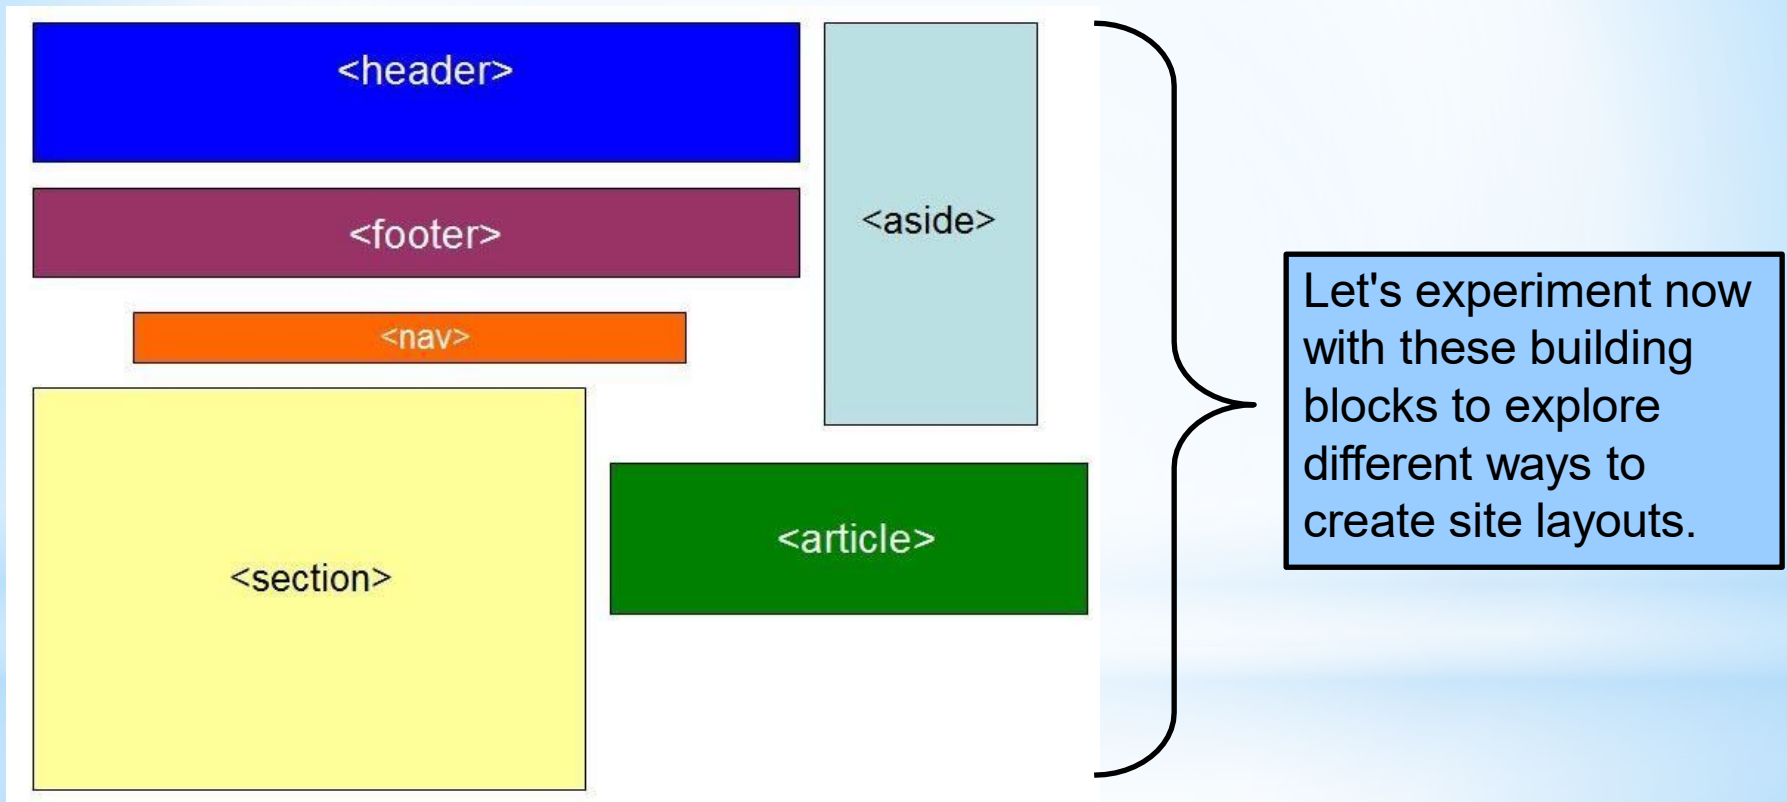 <header>
<footer>
<aside>
<nav>
<section>
<article>
Let's experiment now
with these building
blocks to explore
different ways to
create site layouts.